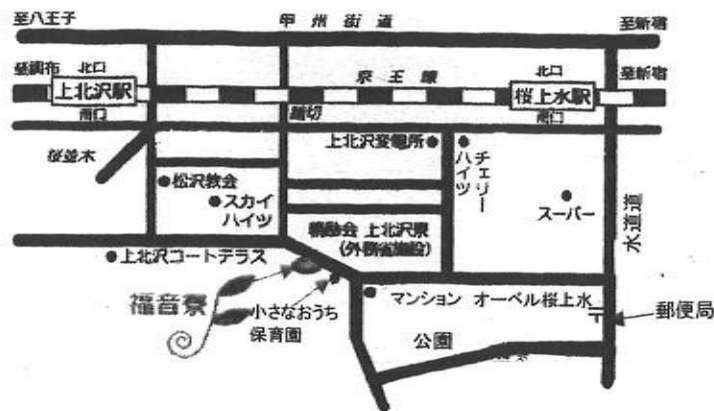 至八王子
甲州街道
至新宿
至調布
上北沢駅
北口
南口
京王線
桜上水駅
北口
南口
至新宿
踏切
桜並木
松沢教会
スカイ
ハイツ
上北沢変電所
チェリー
ハイツ
スーパー
水道道
上北沢寮
(外務省施設)
上北沢コートテラス
福音寮
小さなおうち
保育園
マンション オーベル桜上水
公園
〒
郵便局